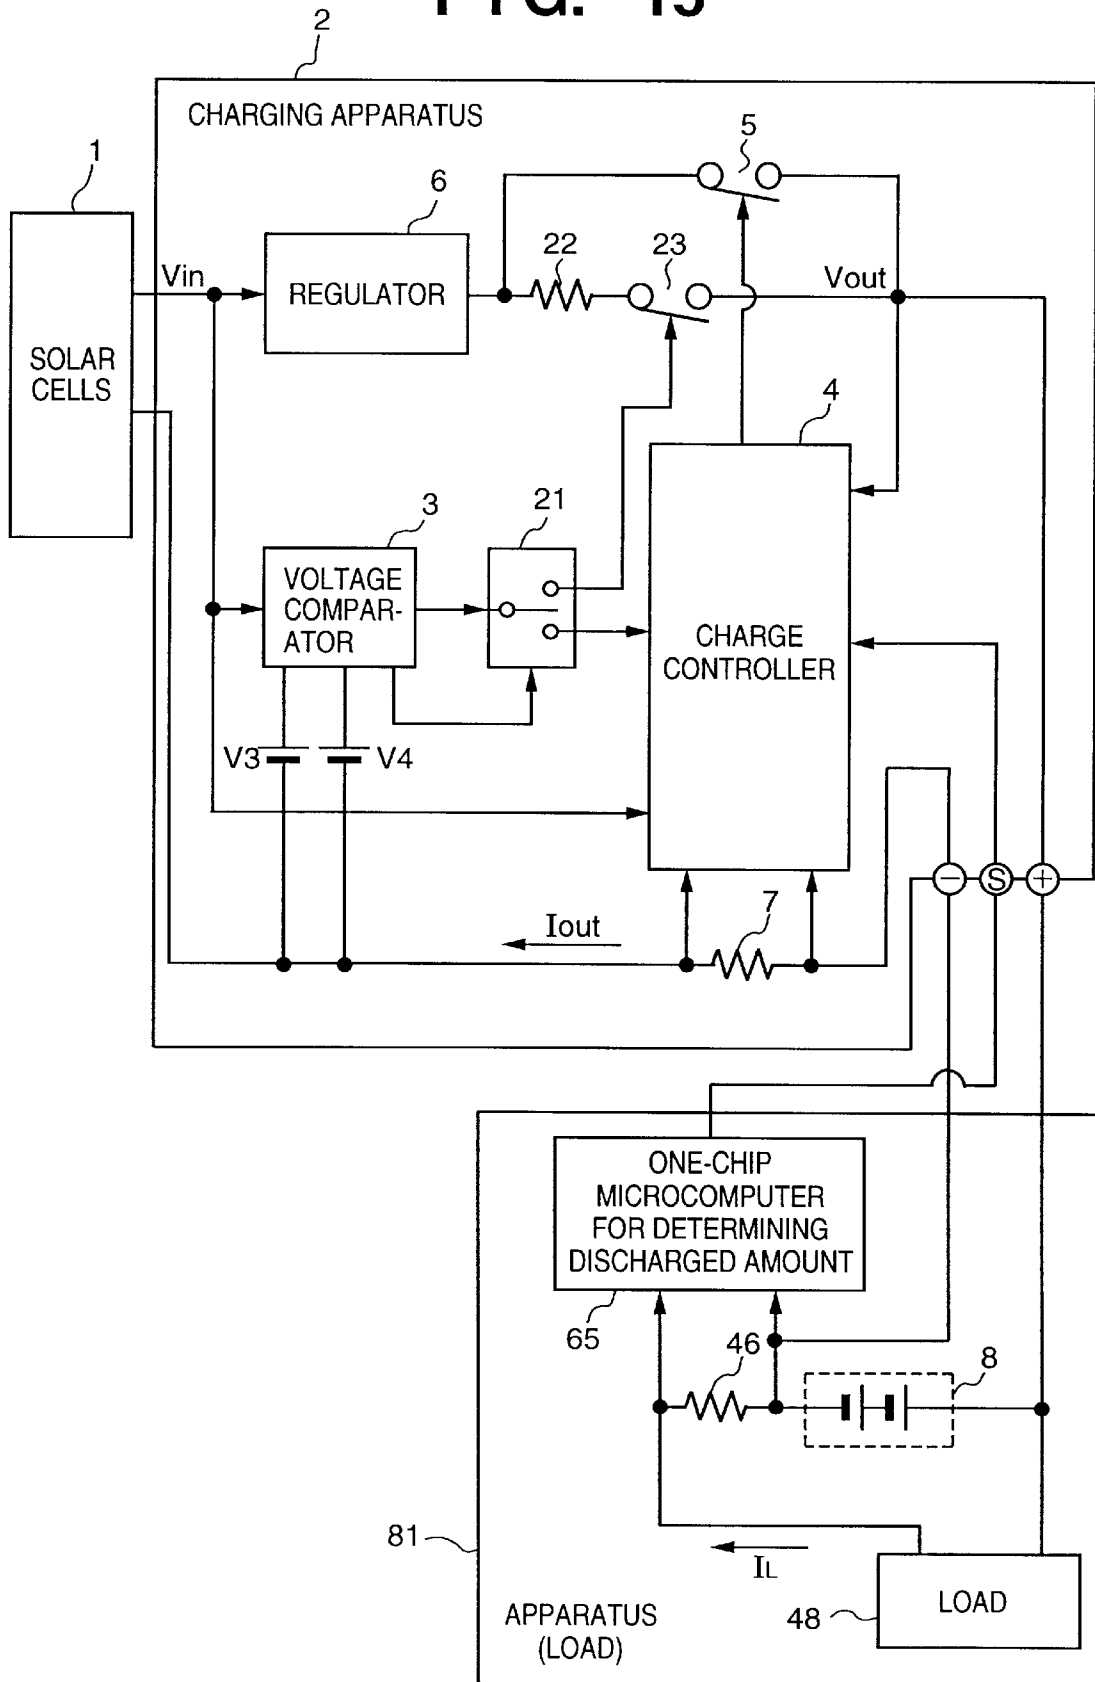 2
CHARGING APPARATUS
1
6
5
22
23
Vin
REGULATOR
Vout
SOLAR
CELLS
4
3
21
VOLTAGE
COMPAR-
ATOR
CHARGE
CONTROLLER
V3
V4
− S +
Iout
7
ONE-CHIP
MICROCOMPUTER
FOR DETERMINING
DISCHARGED AMOUNT
65
46
8
81
IL
LOAD
48
APPARATUS
(LOAD)